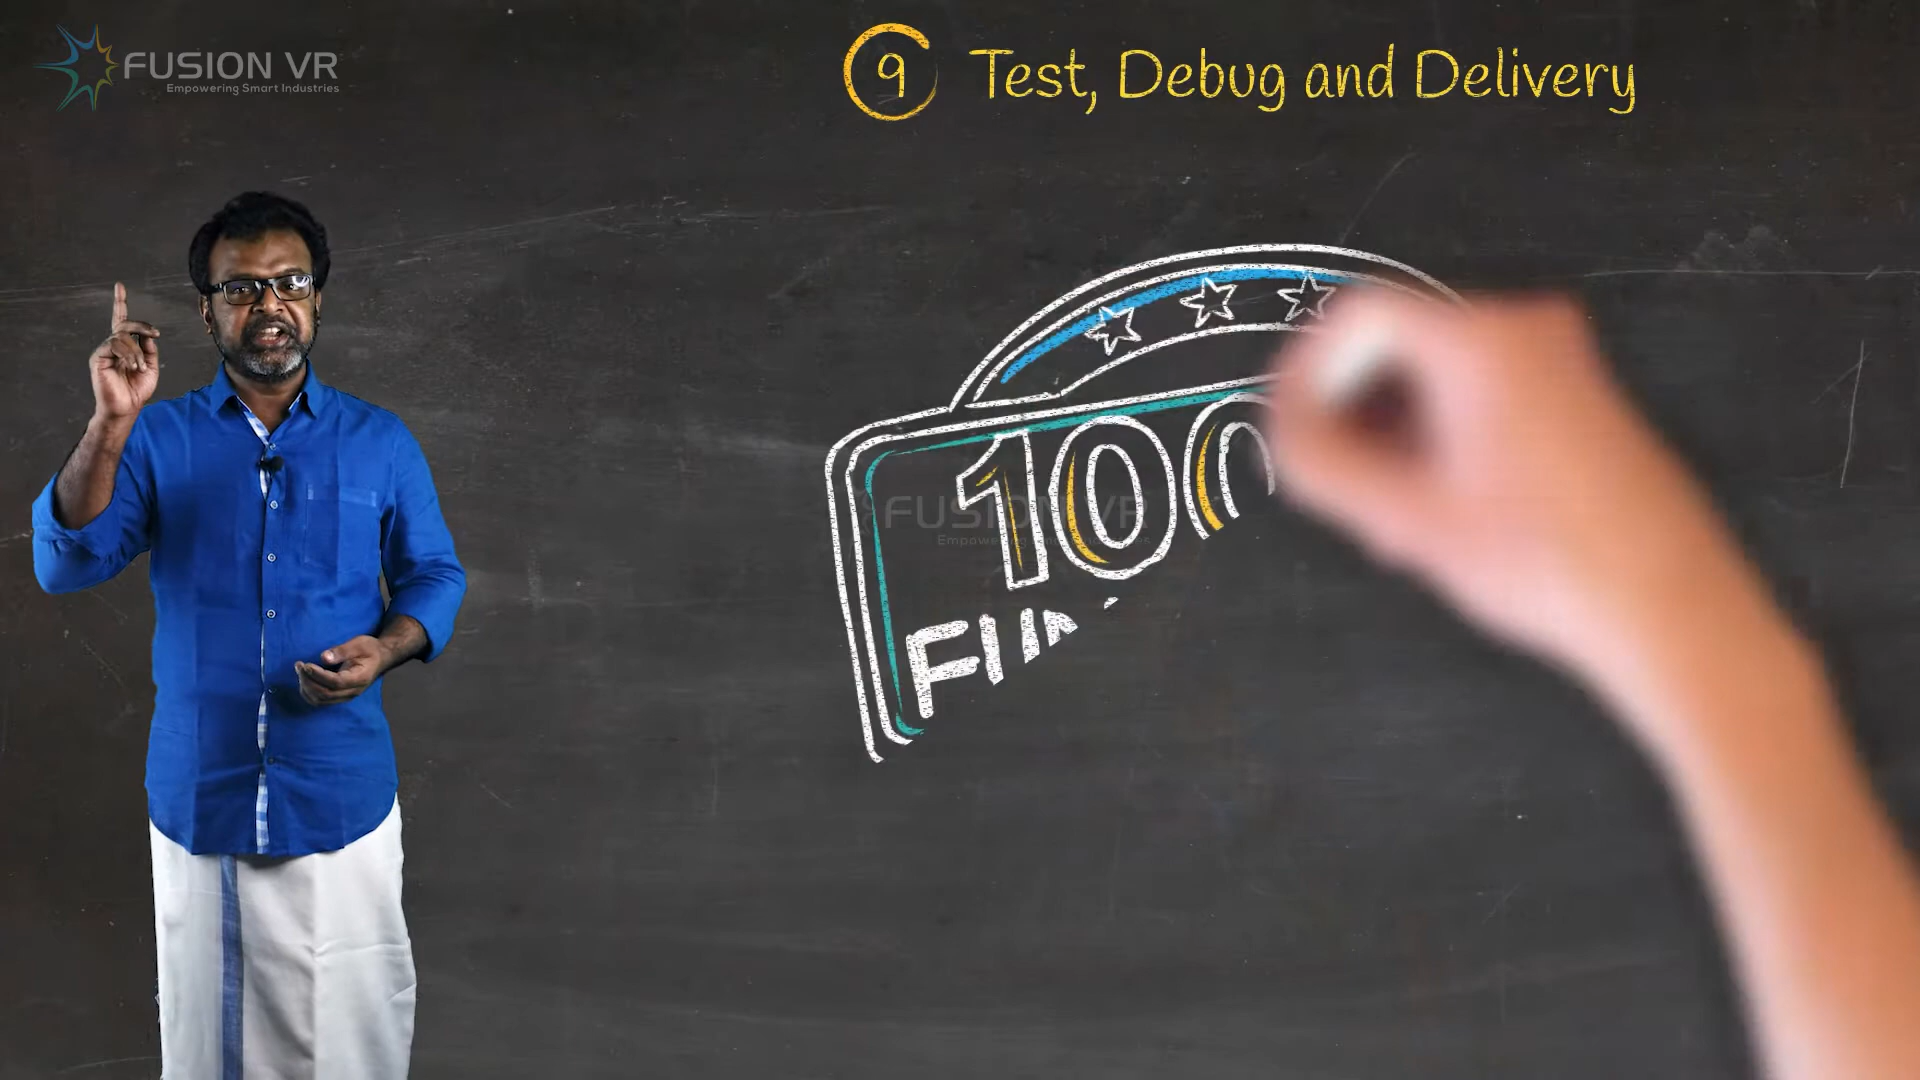 FUSION VR
Empowering Smart Industries
9 Test, Debug and Delivery
100
FUSION VR